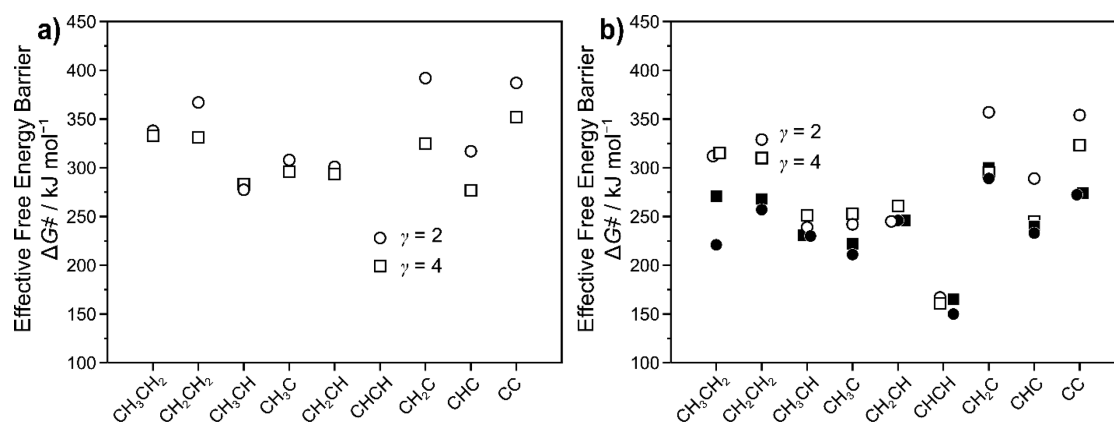 a)
Effective Free Energy Barrier
ΔG‡ / kJ mol⁻¹
450
400
350
300
250
200
150
100
γ = 2
γ = 4
CH₃CH₂
CH₂CH₂
CH₃CH
CH₃C
CH₂CH
CHCH
CH₂C
CHC
CC
b)
Effective Free Energy Barrier
ΔG‡ / kJ mol⁻¹
450
400
350
300
250
200
150
100
γ = 2
γ = 4
CH₃CH₂
CH₂CH₂
CH₃CH
CH₃C
CH₂CH
CHCH
CH₂C
CHC
CC